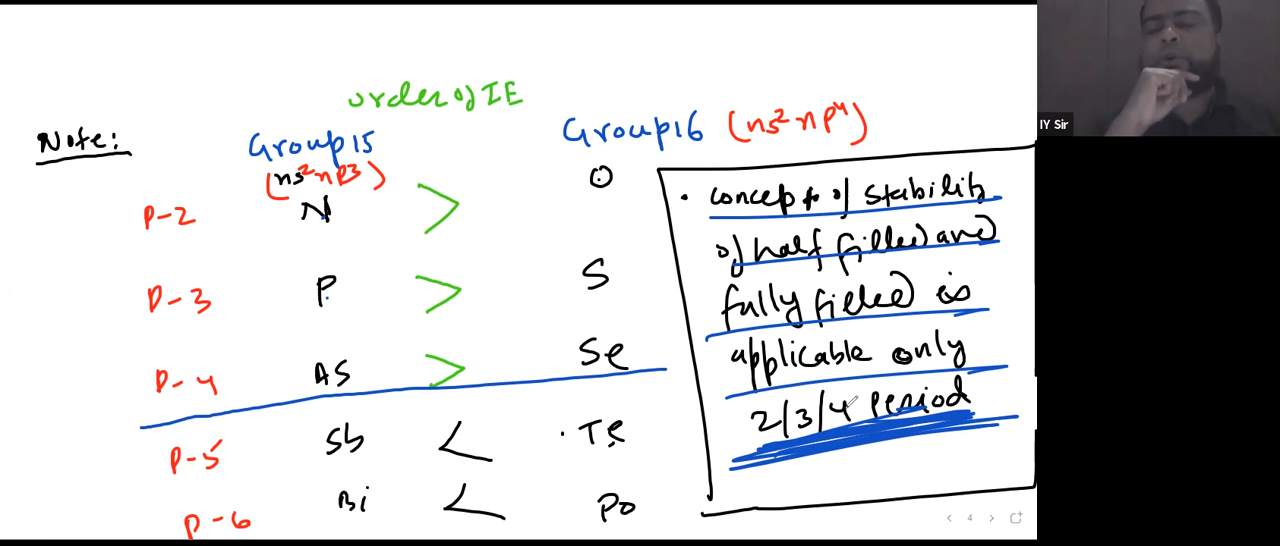 order of IE
Note:
Group 15
Group 16 (ns² np⁴)
(ns² np³)
P-2 N > O
P-3 P > S
P-4 AS > Se
P-5 Sb < Te
P-6 Bi < Po
• concept of stability
of half filled and
fully filled is
applicable only
2/3/4 Period
IY Sir
4